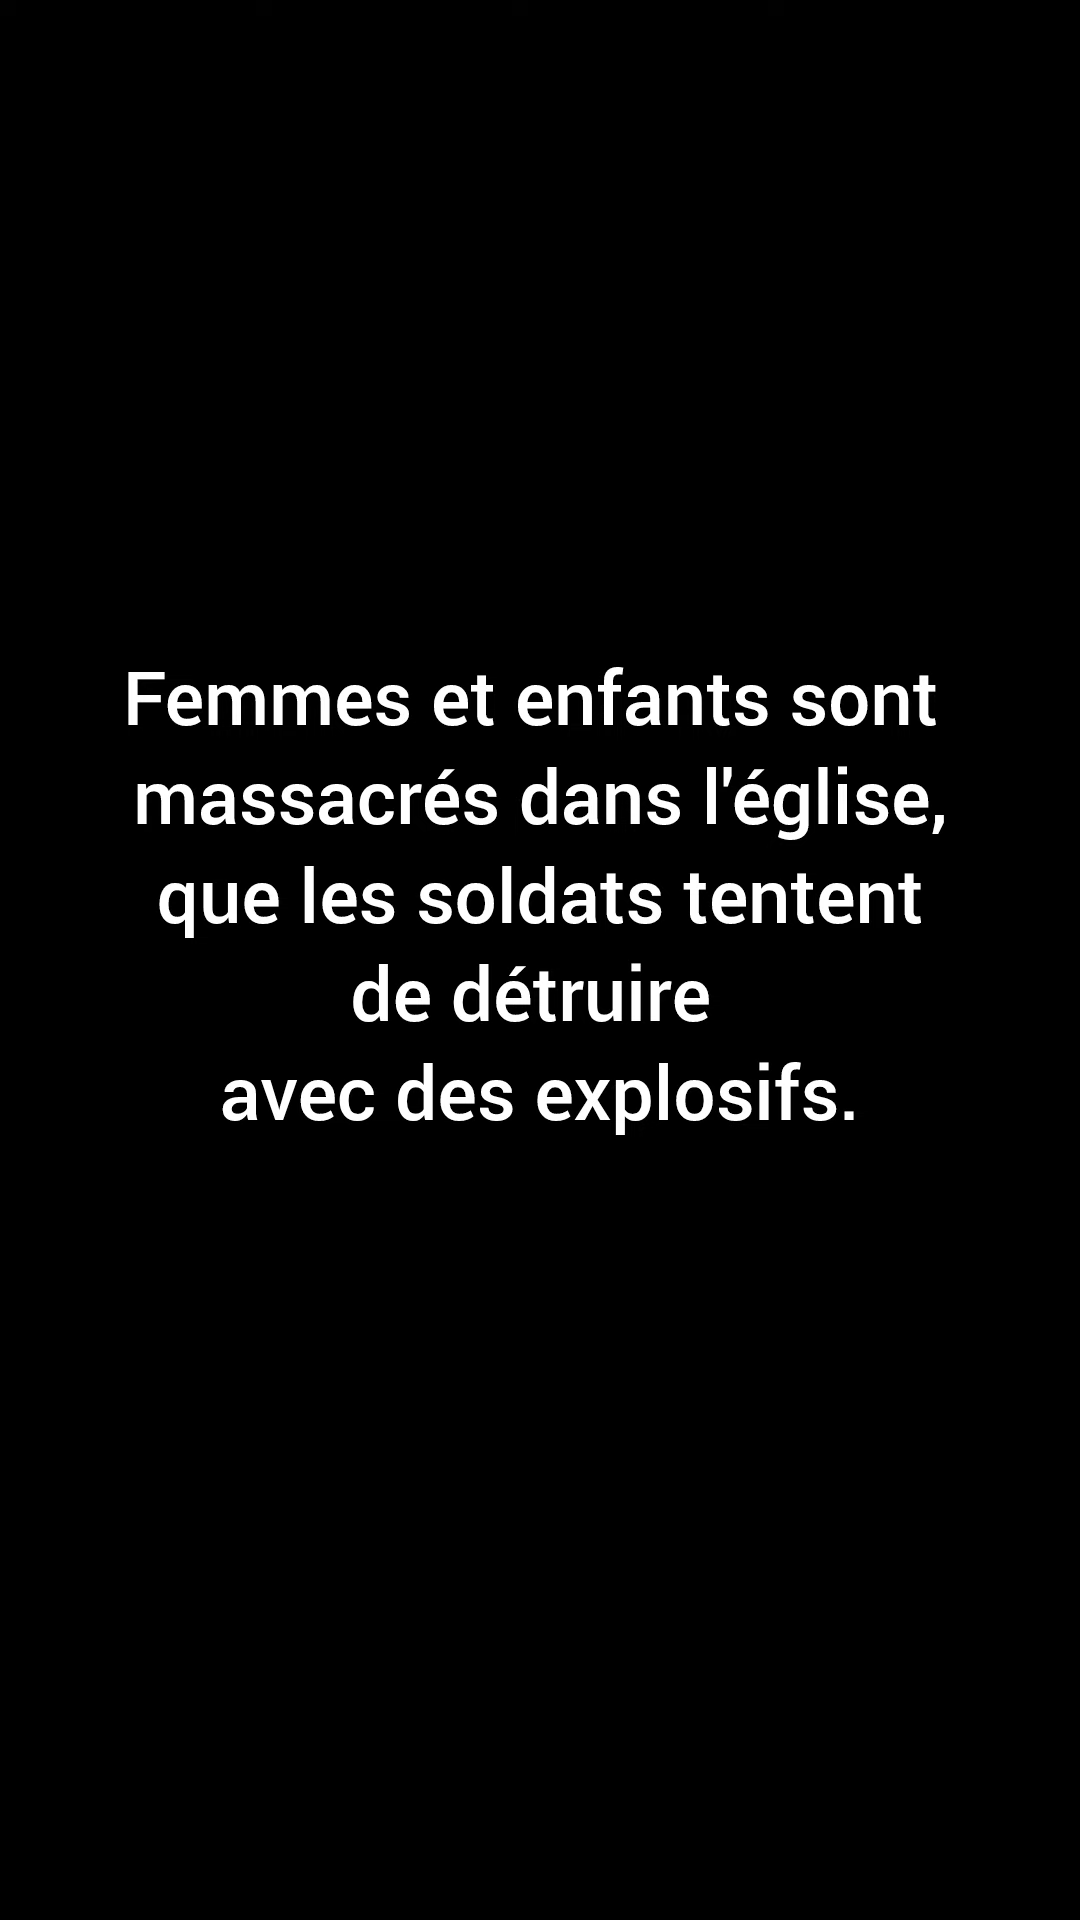 Femmes et enfants sont
massacrés dans l'église,
que les soldats tentent
de détruire
avec des explosifs.